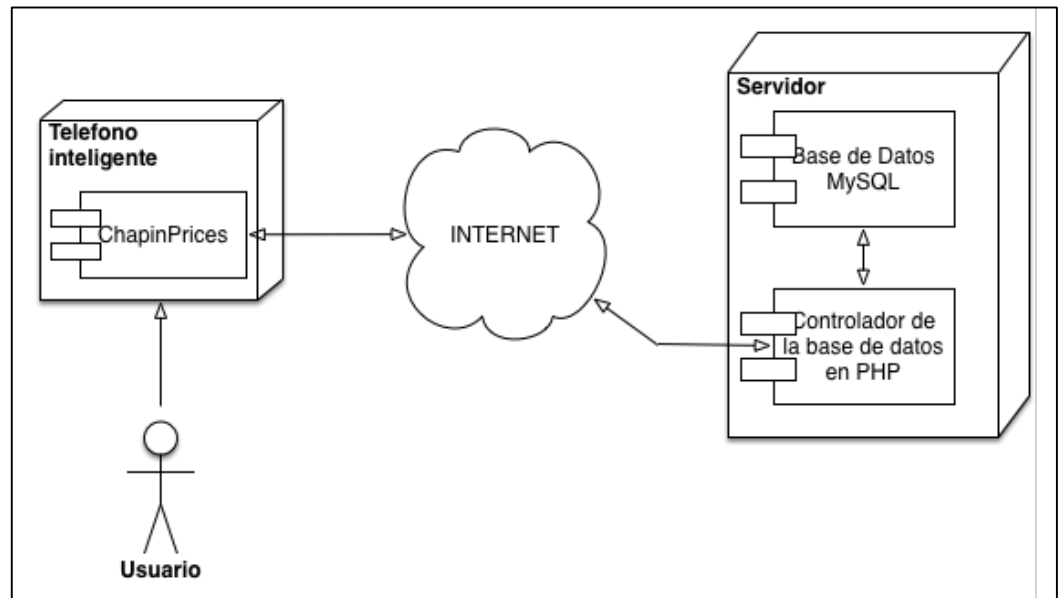 Telefono
inteligente
ChapinPrices
Usuario
INTERNET
Servidor
Base de Datos
MySQL
Controlador de
la base de datos
en PHP